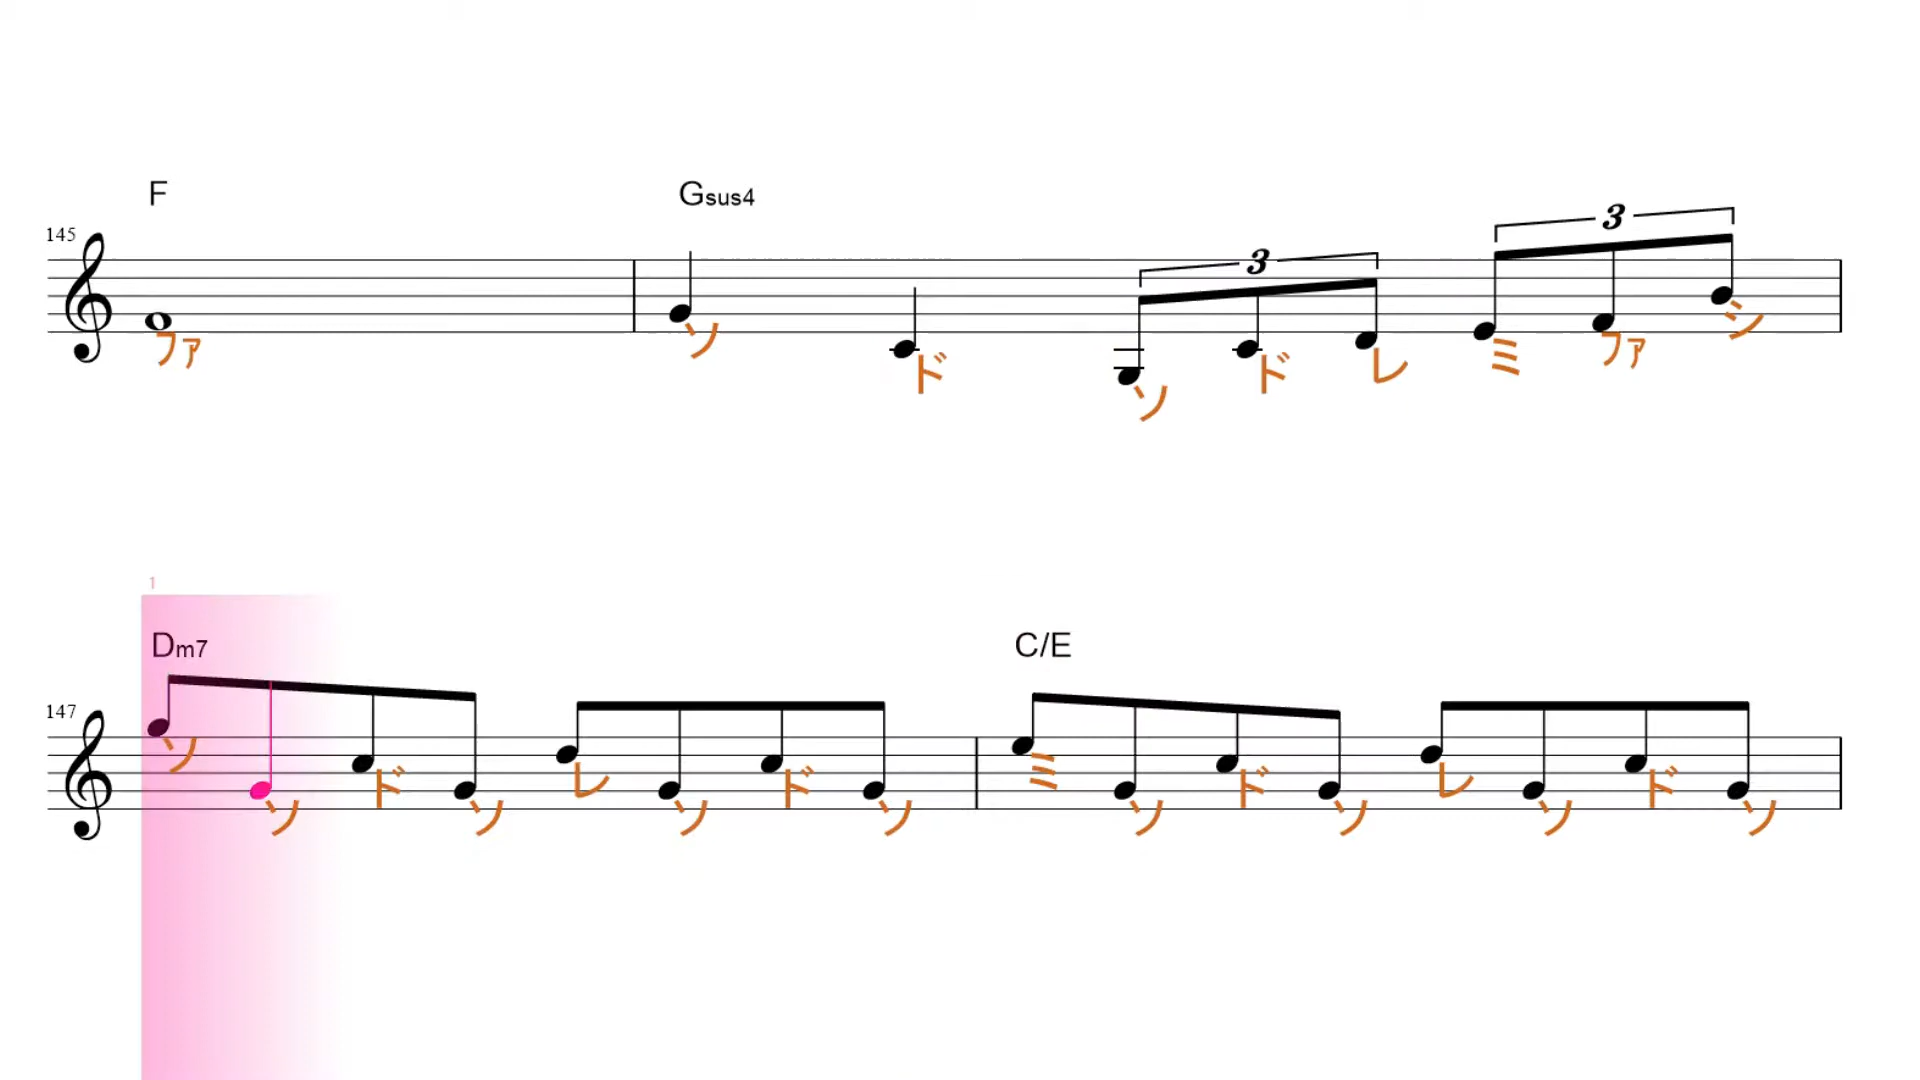 F Gsus4
3
3
145
ファ ソ ド ソ ド レ ミ ファ シ
1
Dm7 C/E
147
ソ ソ ド ソ レ ソ ド ソ ミ ソ ド ソ レ ソ ド ソ